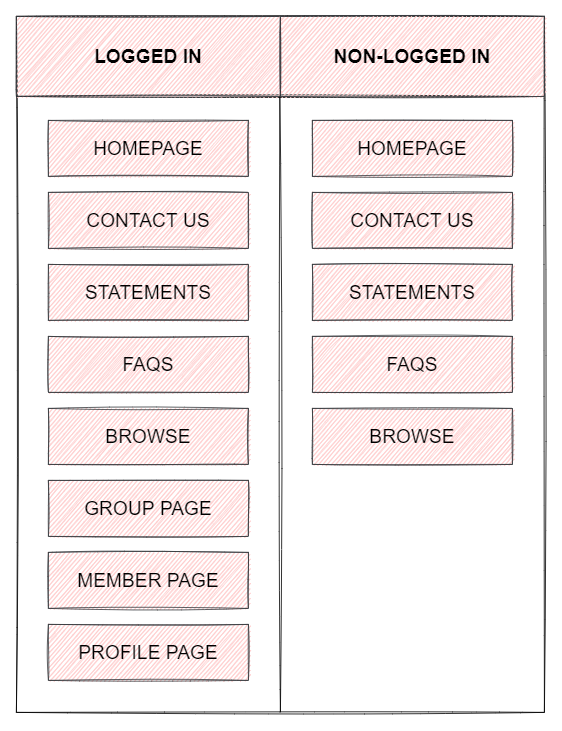 LOGGED IN
NON-LOGGED IN
HOMEPAGE
HOMEPAGE
CONTACT US
CONTACT US
STATEMENTS
STATEMENTS
FAQS
FAQS
BROWSE
BROWSE
GROUP PAGE
MEMBER PAGE
PROFILE PAGE